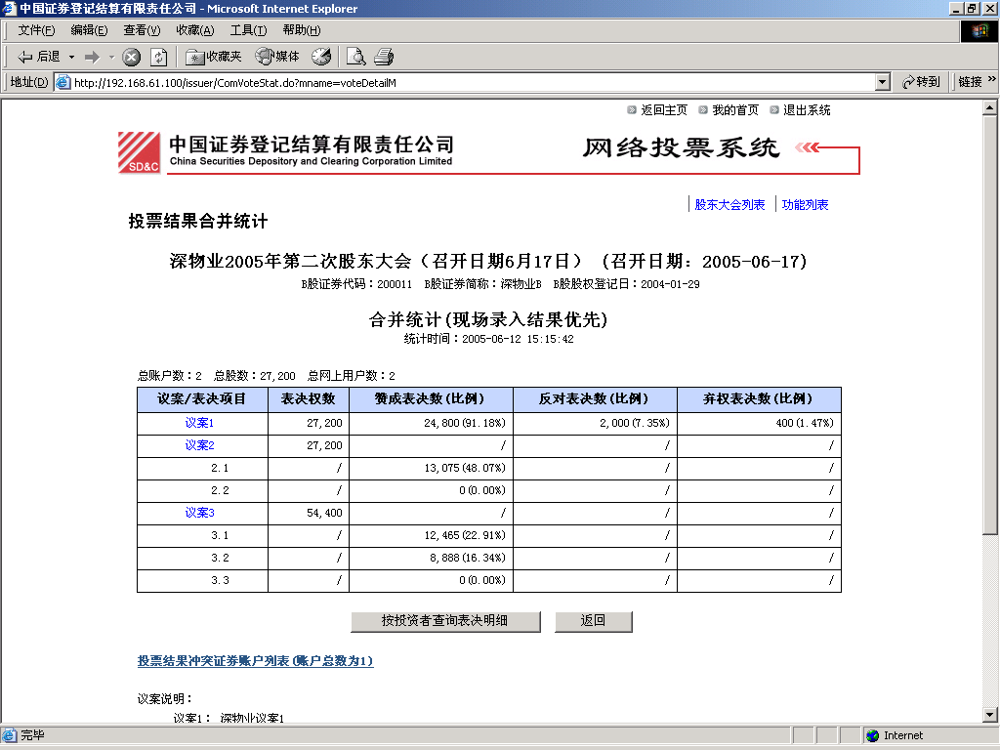 中国证券登记结算有限责任公司 - Microsoft Internet Explorer
文件(F) 编辑(E) 查看(V) 收藏(A) 工具(T) 帮助(H)
后退 收藏夹 媒体
地址(D) http://192.168.61.100/issuer/ComVoteStat.do?mname=voteDetailM 转到 链接 »
返回主页 我的首页 退出系统
SD&C 中国证券登记结算有限责任公司 网络投票系统
China Securities Depository and Clearing Corporation Limited
股东大会列表 功能列表
投票结果合并统计
深物业2005年第二次股东大会（召开日期6月17日） (召开日期：2005-06-17)
B股证券代码：200011 B股证券简称：深物业B B股股权登记日：2004-01-29
合并统计(现场录入结果优先)
统计时间：2005-06-12 15:15:42
总账户数：2 总股数：27,200 总网上用户数：2
议案/表决项目 表决权数 赞成表决数(比例) 反对表决数(比例) 弃权表决数(比例)
议案1 27,200 24,800(91.18%) 2,000(7.35%) 400(1.47%)
议案2 27,200 / / /
2.1 / 13,075(48.07%) / /
2.2 / 0(0.00%) / /
议案3 54,400 / / /
3.1 / 12,465(22.91%) / /
3.2 / 8,888(16.34%) / /
3.3 / 0(0.00%) / /
按投资者查询表决明细 返回
投票结果冲突证券账户列表(账户总数为1)
议案说明：
议案1： 深物业议案1
完毕 Internet